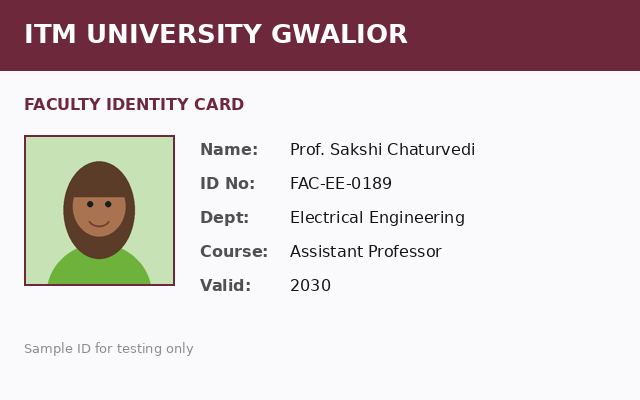 ITM UNIVERSITY GWALIOR
FACULTY IDENTITY CARD
Name: Prof. Sakshi Chaturvedi
ID No: FAC-EE-0189
Dept: Electrical Engineering
Course: Assistant Professor
Valid: 2030
Sample ID for testing only